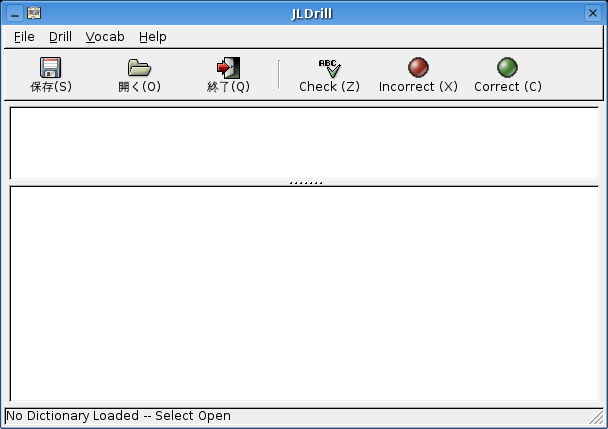 JLDrill
File Drill Vocab Help
ABC
保存(S) 開く(O) 終了(Q) Check (Z) Incorrect (X) Correct (C)
No Dictionary Loaded -- Select Open